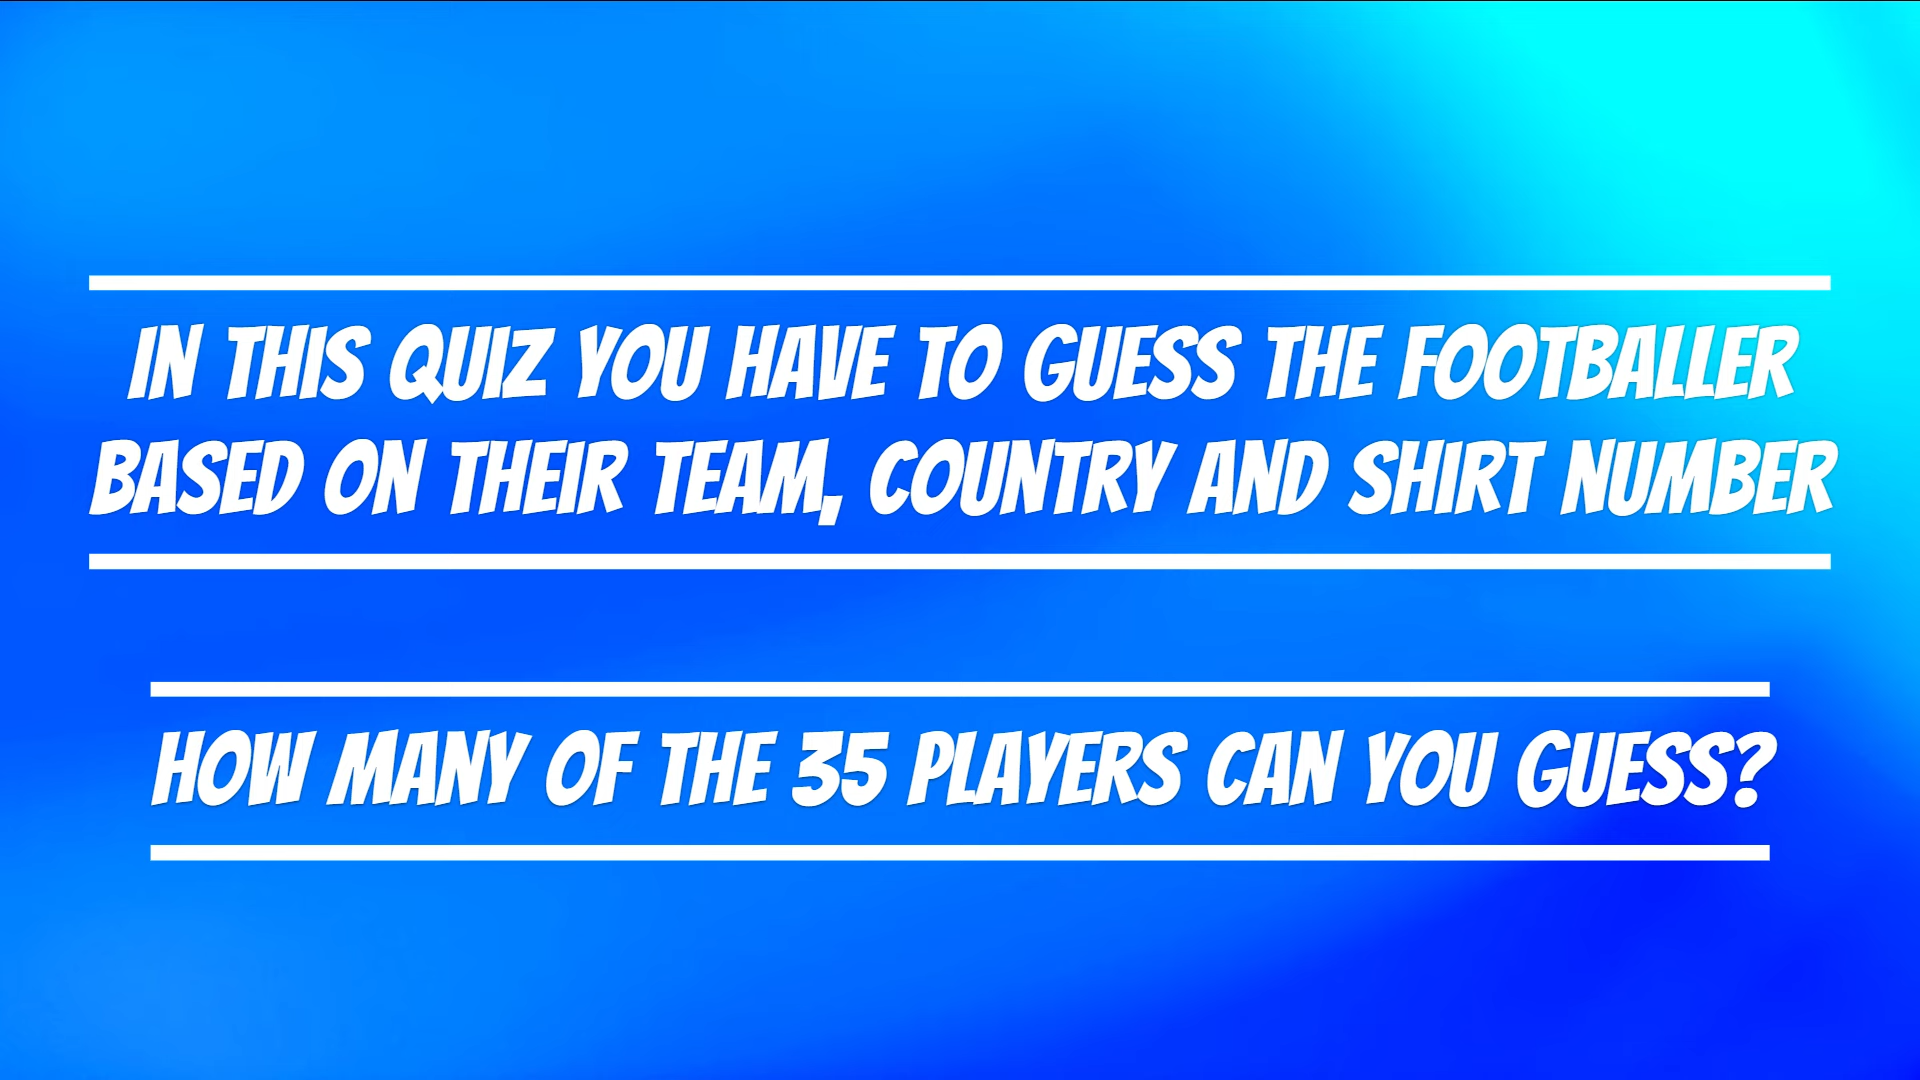 IN THIS QUIZ YOU HAVE TO GUESS THE FOOTBALLER
BASED ON THEIR TEAM, COUNTRY AND SHIRT NUMBER
HOW MANY OF THE 35 PLAYERS CAN YOU GUESS?